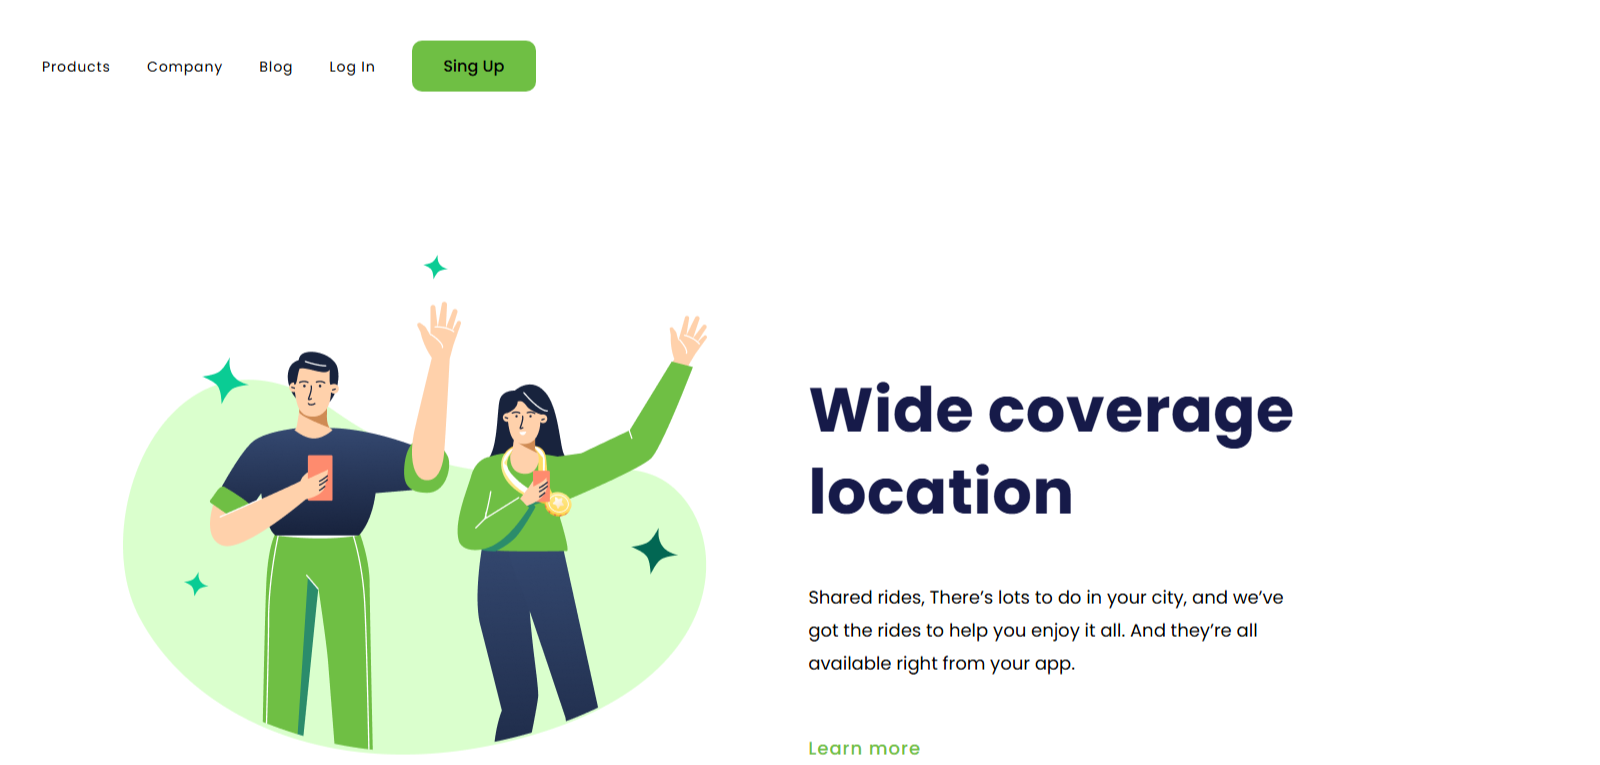 Products
Company
Blog
Log In
Sing Up
Wide coverage
location
Shared rides, There’s lots to do in your city, and we’ve
got the rides to help you enjoy it all. And they’re all
available right from your app.
Learn more